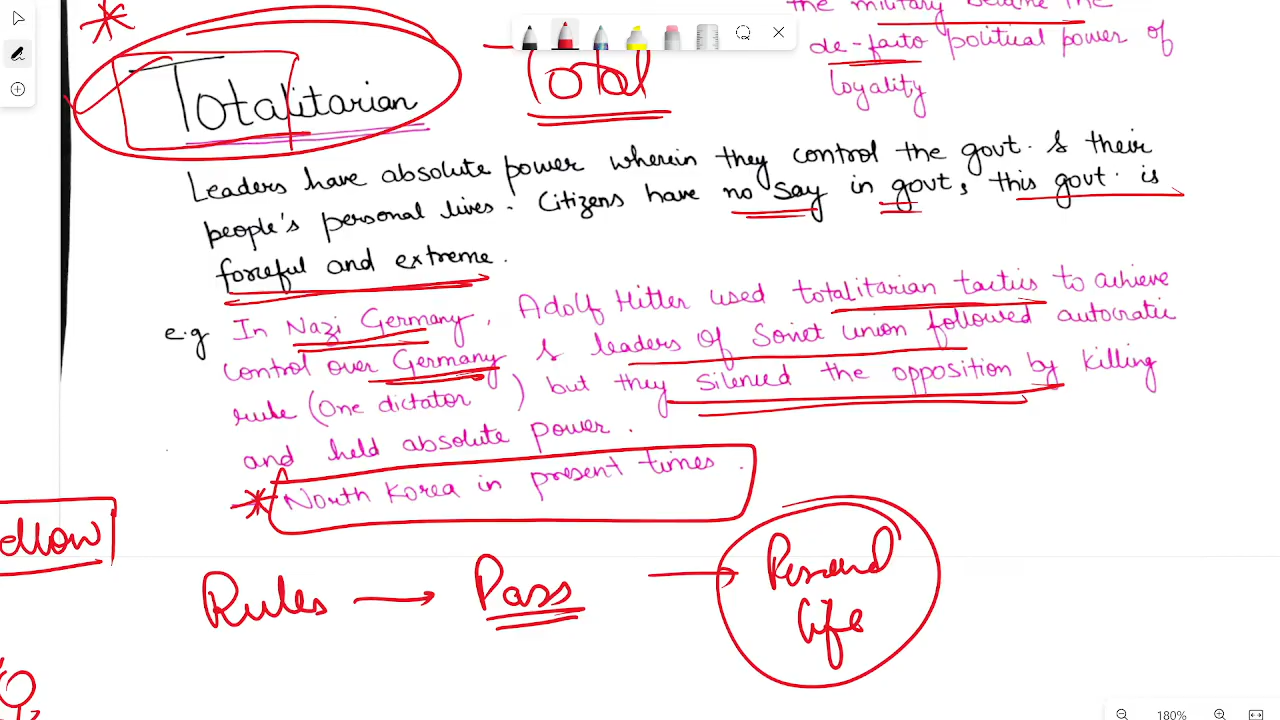 the military became the
de-facto political power of
loyality
Total
Totalitarian
Leaders have absolute power wherein they control the govt. & their
people's personal lives. Citizens have no say in govt, this govt. is
forceful and extreme.
e.g In Nazi Germany, Adolf Hitler used totalitarian tactics to achieve
control over Germany & leaders of Soviet union followed autocratic
rule (One dictator ) but they silenced the opposition by killing
and held absolute power.
North Korea in present times.
Rules → Pass → Personal
life
180%